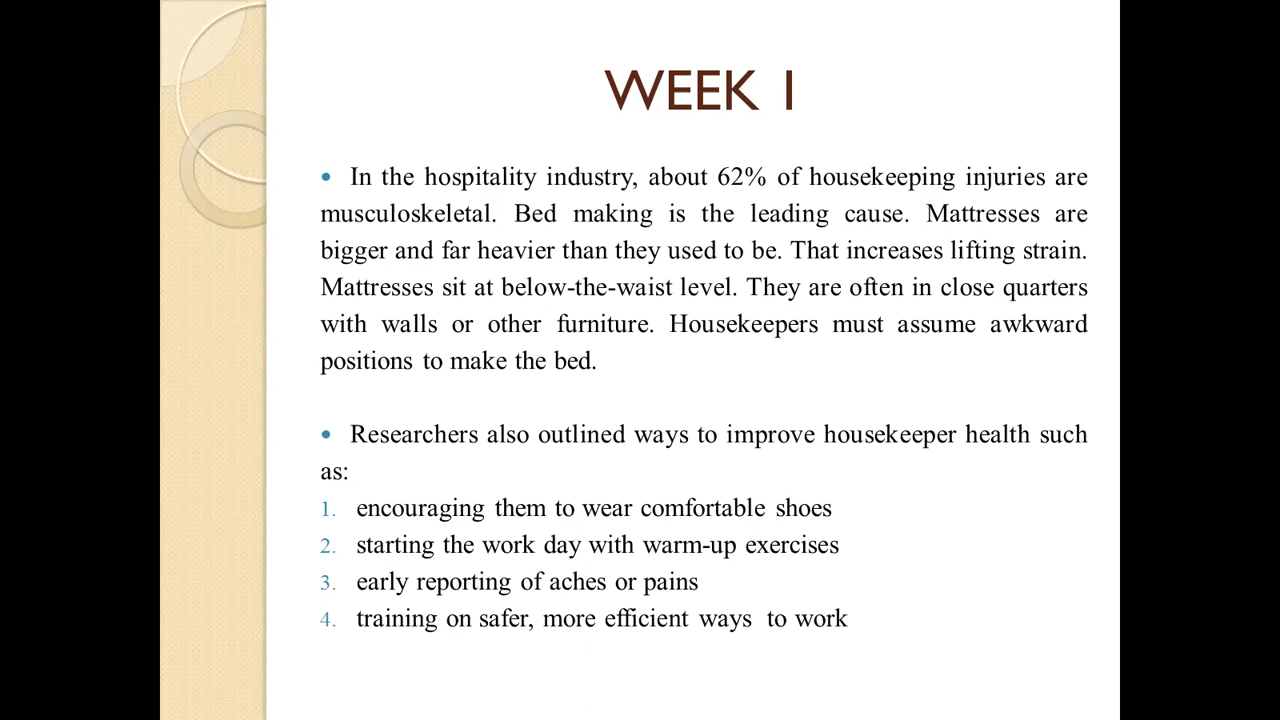 WEEK 1
• In the hospitality industry, about 62% of housekeeping injuries are
musculoskeletal. Bed making is the leading cause. Mattresses are
bigger and far heavier than they used to be. That increases lifting strain.
Mattresses sit at below-the-waist level. They are often in close quarters
with walls or other furniture. Housekeepers must assume awkward
positions to make the bed.
• Researchers also outlined ways to improve housekeeper health such
as:
1. encouraging them to wear comfortable shoes
2. starting the work day with warm-up exercises
3. early reporting of aches or pains
4. training on safer, more efficient ways to work